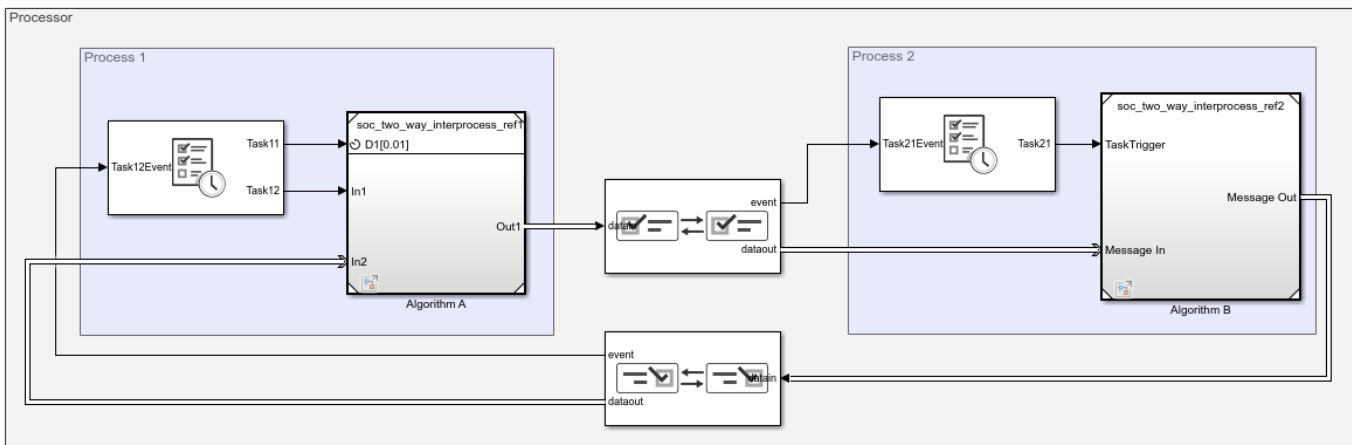 Processor
Process 1
Task12Event
Task11
Task12
soc_two_way_interprocess_ref1
D1[0.01]
In1
Out1
In2
Algorithm A
datain
event
dataout
Process 2
Task21Event
Task21
soc_two_way_interprocess_ref2
TaskTrigger
Message Out
Message In
Algorithm B
event
dataout
datain